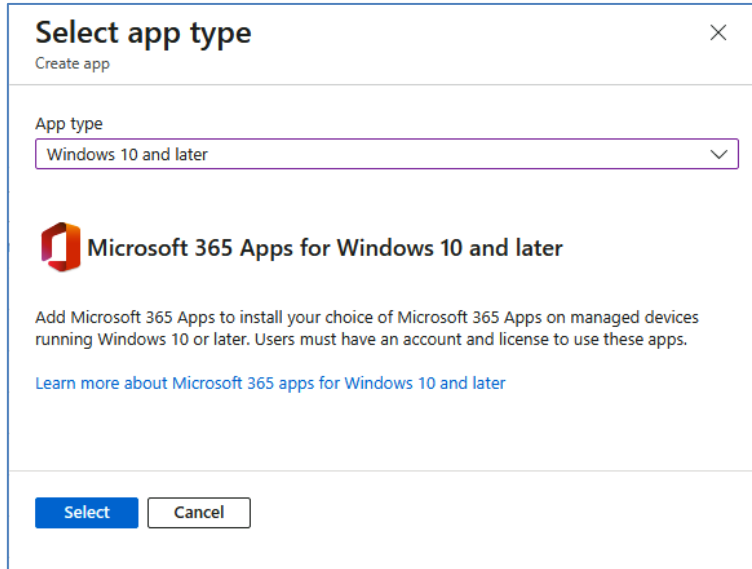 Select app type
Create app
App type
Windows 10 and later
Microsoft 365 Apps for Windows 10 and later
Add Microsoft 365 Apps to install your choice of Microsoft 365 Apps on managed devices
running Windows 10 or later. Users must have an account and license to use these apps.
Learn more about Microsoft 365 apps for Windows 10 and later
Select
Cancel